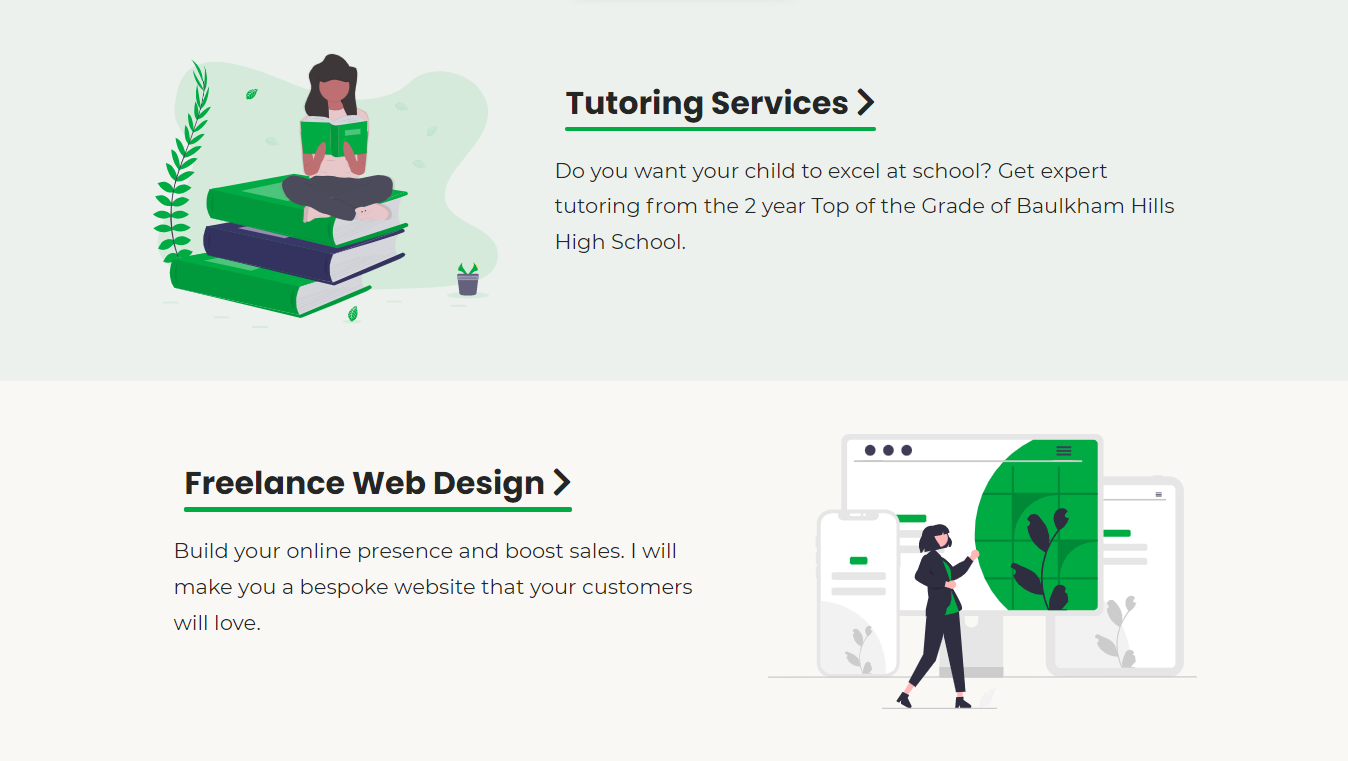 Tutoring Services
Do you want your child to excel at school? Get expert
tutoring from the 2 year Top of the Grade of Baulkham Hills
High School.
Freelance Web Design
Build your online presence and boost sales. I will
make you a bespoke website that your customers
will love.